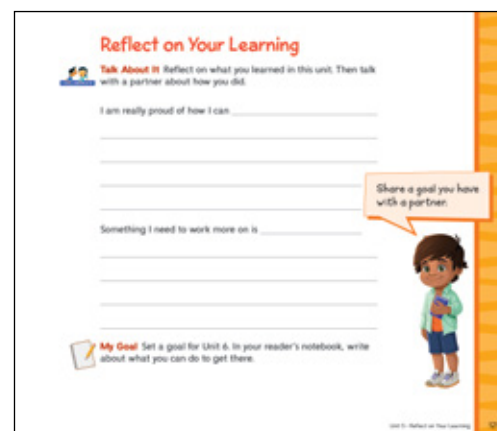 Reflect on Your Learning
Talk About It Reflect on what you learned in this unit. Then talk
with a partner about how you did.
I am really proud of how I can
Something I need to work more on is
Share a goal you have
with a partner.
My Goal Set a goal for Unit 6. In your reader's notebook, write
about what you can do to get there.
Unit 5 • Reflect on Your Learning